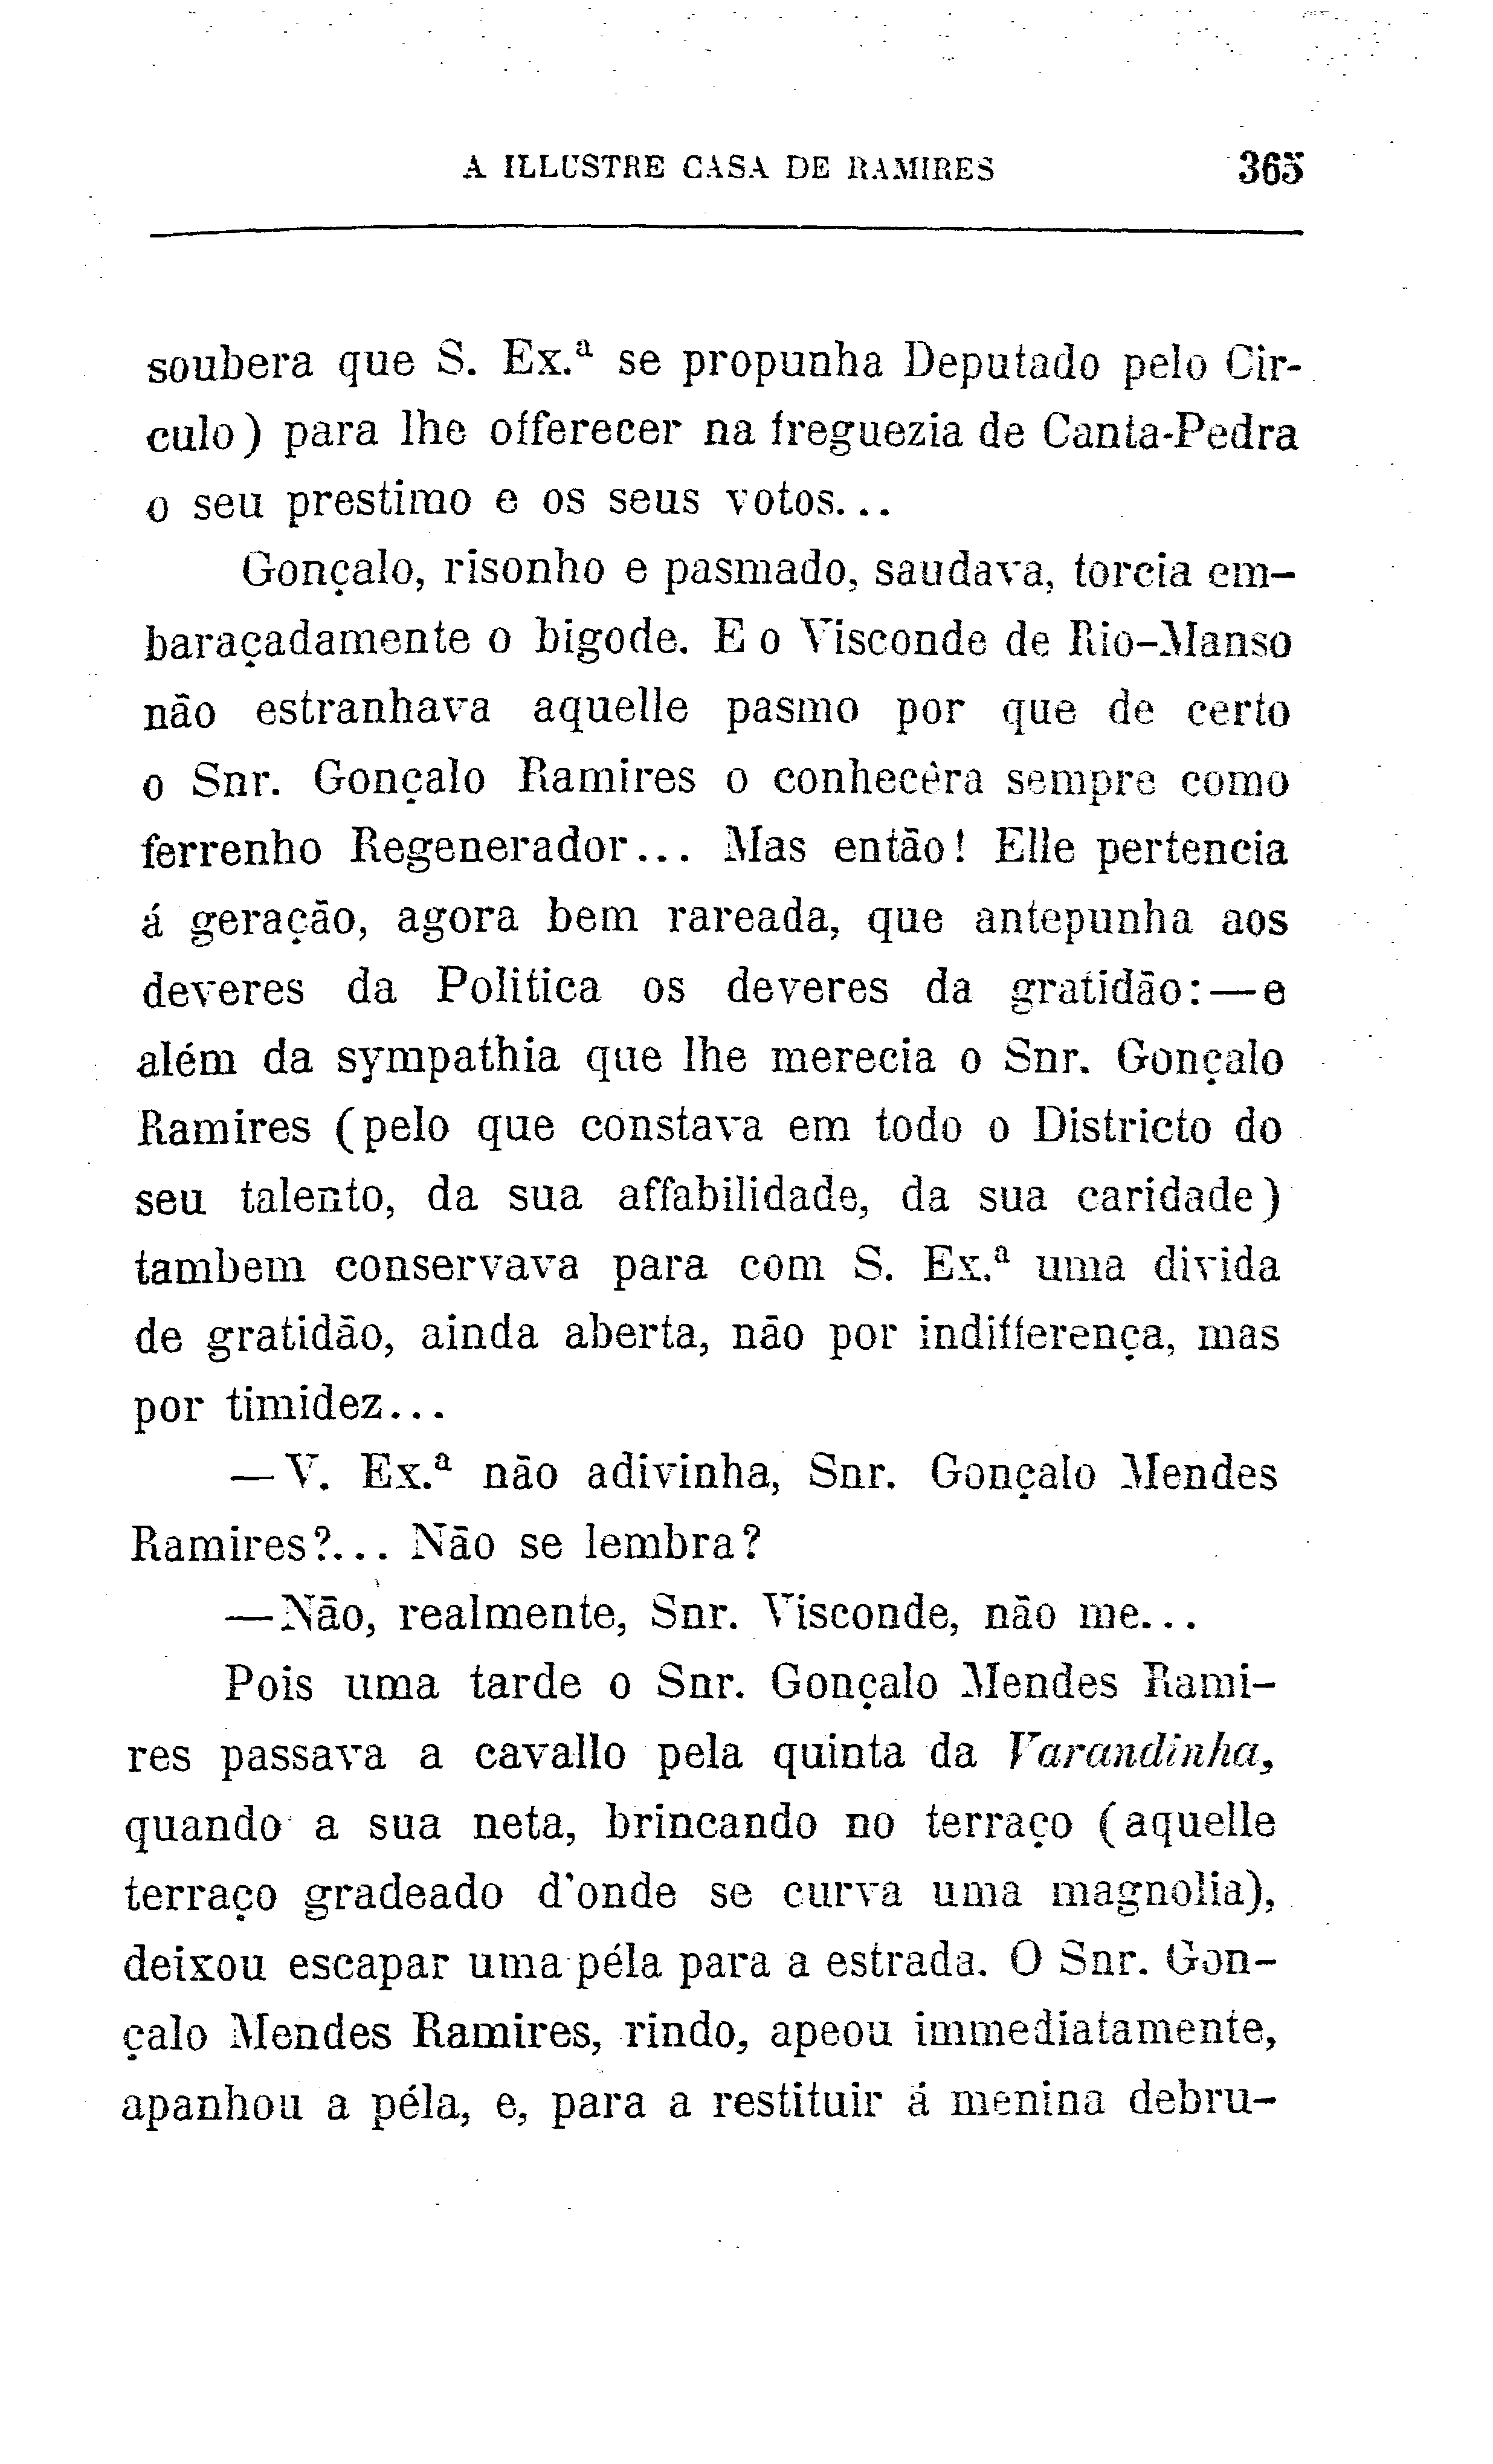 A ILLUSTRE CASA DE RAMIRES 365
soubera que S. Ex.ª se propunha Deputado pelo Cir-
culo) para lhe offerecer na freguezia de Canta-Pedra
o seu prestimo e os seus votos...
Gonçalo, risonho e pasmado, saudava, torcia em-
baraçadamente o bigode. E o Visconde de Rio-Manso
não estranhava aquelle pasmo por que de certo
o Snr. Gonçalo Ramires o conhecêra sempre como
ferrenho Regenerador... Mas então! Elle pertencia
á geração, agora bem rareada, que antepunha aos
deveres da Politica os deveres da gratidão:—e
além da sympathia que lhe merecia o Snr. Gonçalo
Ramires (pelo que constava em todo o Districto do
seu talento, da sua affabilidade, da sua caridade)
tambem conservava para com S. Ex.ª uma divida
de gratidão, ainda aberta, não por indifferença, mas
por timidez...
—V. Ex.ª não adivinha, Snr. Gonçalo Mendes
Ramires?... Não se lembra?
—Não, realmente, Snr. Visconde, não me...
Pois uma tarde o Snr. Gonçalo Mendes Rami-
res passava a cavallo pela quinta da Varandinha,
quando a sua neta, brincando no terraço (aquelle
terraço gradeado d'onde se curva uma magnolia),
deixou escapar uma péla para a estrada. O Snr. Gon-
çalo Mendes Ramires, rindo, apeou immediatamente,
apanhou a péla, e, para a restituir á menina debru-